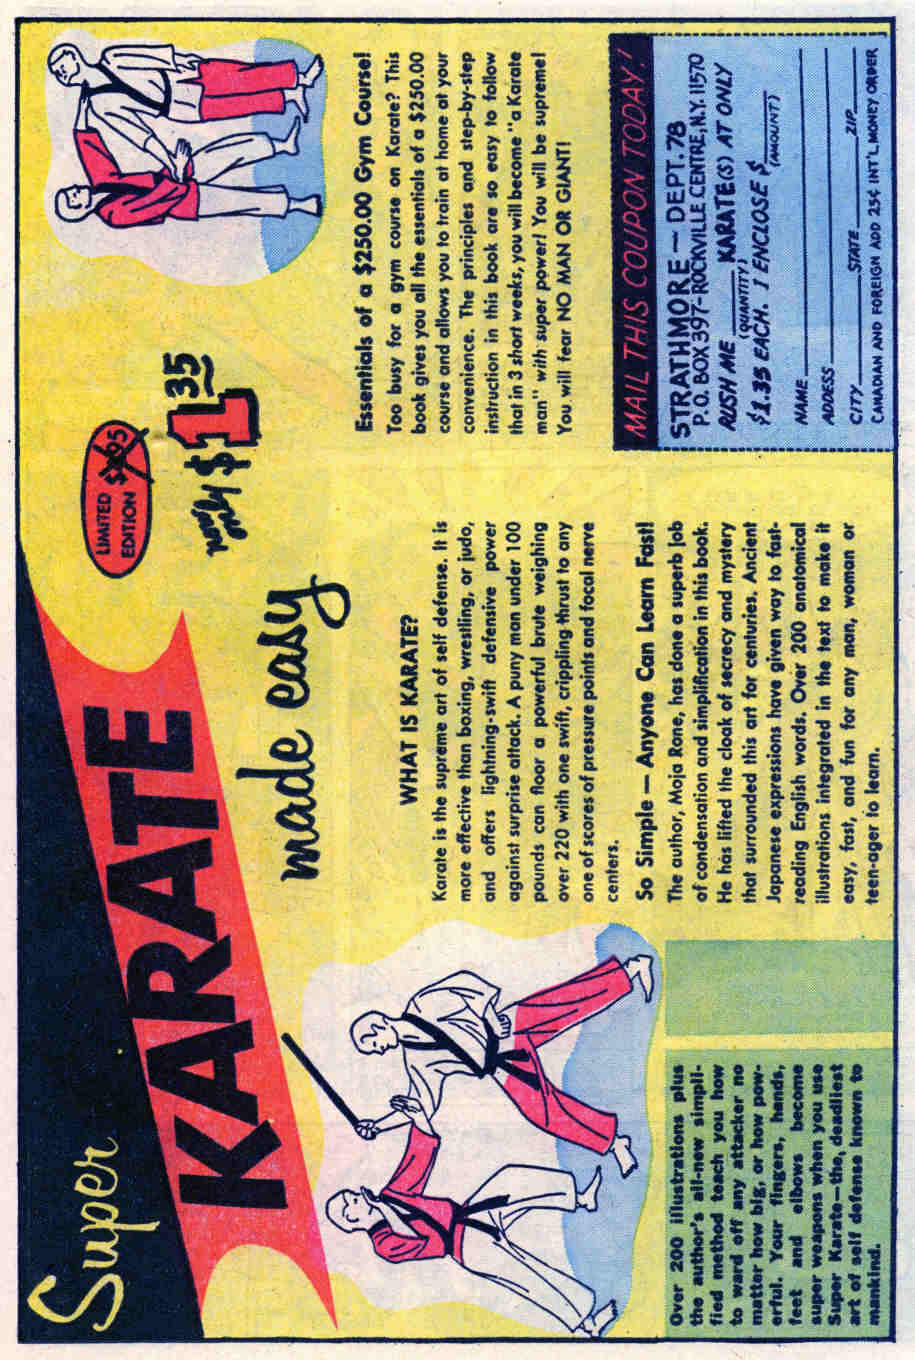 Super
KARATE
made easy
LIMITED
EDITION $4.95
now only $1.35
Over 200 illustrations plus
the author's all-new simpli-
fied method teach you how
to ward off any attacker no
matter how big, or how pow-
erful. Your fingers, hands,
feet and elbows become
super weapons when you use
Super Karate—the, deadliest
art of self defense known to
mankind.
WHAT IS KARATE?
Karate is the supreme art of self defense. It is
more effective than boxing, wrestling, or judo,
and offers lightning-swift defensive power
against surprise attack. A puny man under 100
pounds can floor a powerful brute weighing
over 220 with one swift, crippling thrust to any
one of scores of pressure points and focal nerve
centers.
So Simple — Anyone Can Learn Fast!
The author, Moja Rone, has done a superb job
of condensation and simplification in this book.
He has lifted the cloak of secrecy and mystery
that surrounded this art for centuries. Ancient
Japanese expressions have given way to fast-
reading English words. Over 200 anatomical
illustrations integrated in the text to make it
easy, fast, and fun for any man, woman or
teen-ager to learn.
Essentials of a $250.00 Gym Course!
Too busy for a gym course on Karate? This
book gives you all the essentials of a $250.00
course and allows you to train at home at your
convenience. The principles and step-by-step
instruction in this book are so easy to follow
that in 3 short weeks, you will become "a Karate
man" with super power! You will be supreme!
You will fear NO MAN OR GIANT!
MAIL THIS COUPON TODAY!
STRATHMORE — DEPT. 78
P.O. BOX 397-ROCKVILLE CENTRE, N.Y. 11570
RUSH ME ____ KARATE(S) AT ONLY
(QUANTITY)
$1.35 EACH. I ENCLOSE $____
(AMOUNT)
NAME____
ADDESS____
CITY____ STATE____ ZIP____
CANADIAN AND FOREIGN ADD 25¢ INT'L. MONEY ORDER